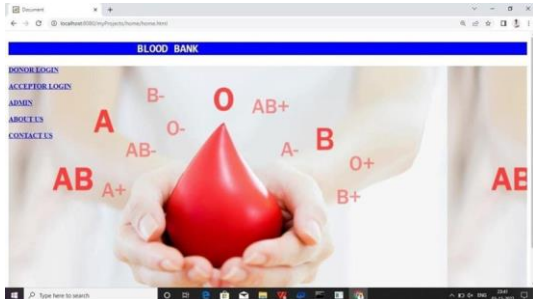 Document
localhost:8080/myProjects/home/home.html
BLOOD BANK
DONOR LOGIN
ACCEPTOR LOGIN
ADMIN
ABOUT US
CONTACT US
B-
O
AB+
A
O-
B
AB-
A-
O+
AB
A+
B+
AB
Type here to search
ENG